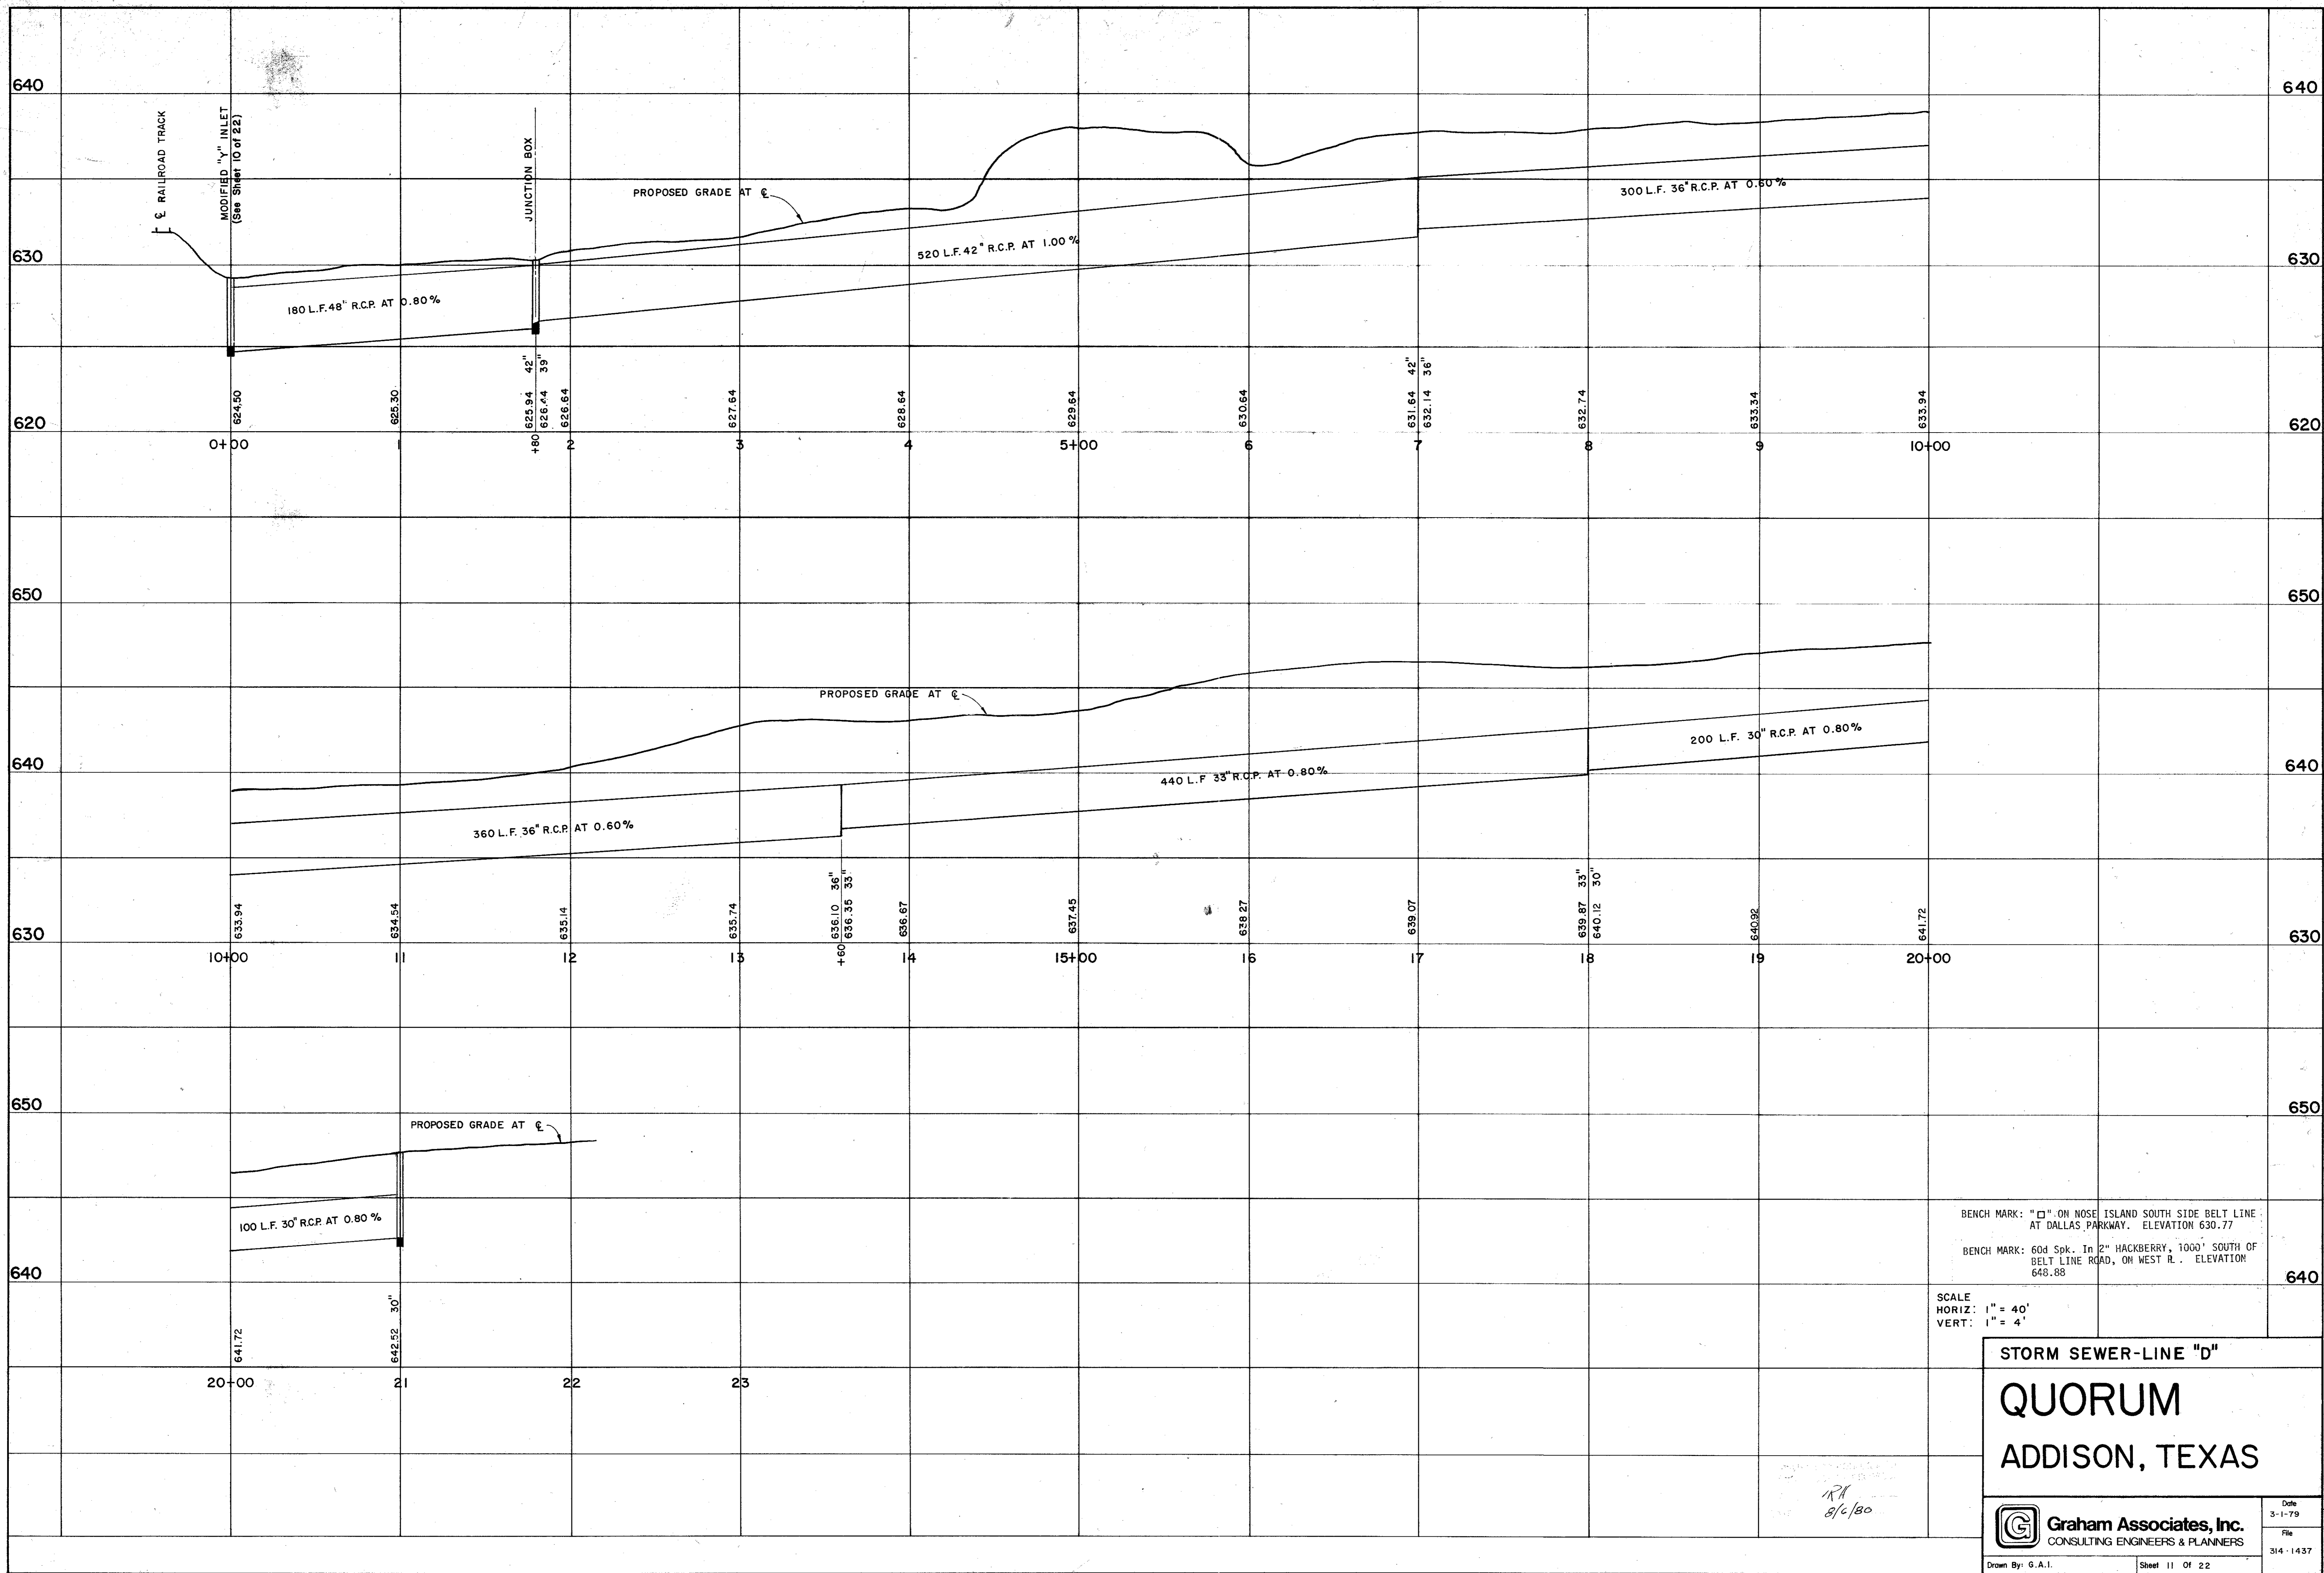 640
640
℄ RAILROAD TRACK
MODIFIED "Y" INLET
(See Sheet 10 of 22)
JUNCTION BOX
PROPOSED GRADE AT ℄
300 L.F. 36" R.C.P. AT 0.60%
520 L.F. 42" R.C.P. AT 1.00%
630
630
180 L.F. 48" R.C.P. AT 0.80%
624.50
625.30
625.94 42"
626.44 39"
626.64
627.64
628.64
629.64
630.64
631.64 42"
632.14 36"
632.74
633.34
633.94
620
620
0+00 1 +80 2 3 4 5+00 6 7 8 9 10+00
650
650
PROPOSED GRADE AT ℄
200 L.F. 30" R.C.P. AT 0.80%
640
640
440 L.F 33" R.C.P. AT 0.80%
360 L.F. 36" R.C.P. AT 0.60%
633.94
634.54
635.14
635.74
636.10 36"
636.35 33"
636.67
637.45
638.27
639.07
639.87 33"
640.12 30"
640.92
641.72
630
630
10+00 11 12 13 +60 14 15+00 16 17 18 19 20+00
650
650
PROPOSED GRADE AT ℄
100 L.F. 30" R.C.P. AT 0.80%
640
640
641.72
642.52 30"
20+00 21 22 23
BENCH MARK: "□" ON NOSE ISLAND SOUTH SIDE BELT LINE
AT DALLAS PARKWAY. ELEVATION 630.77
BENCH MARK: 60d Spk. In 2" HACKBERRY, 1000' SOUTH OF
BELT LINE ROAD, ON WEST ⅊. ELEVATION
648.88
SCALE
HORIZ: 1" = 40'
VERT: 1" = 4'
STORM SEWER-LINE "D"
QUORUM
ADDISON, TEXAS
8/6/80
G
Graham Associates, Inc.
CONSULTING ENGINEERS & PLANNERS
Date
3-1-79
File
314-1437
Drawn By: G.A.I.
Sheet 11 Of 22